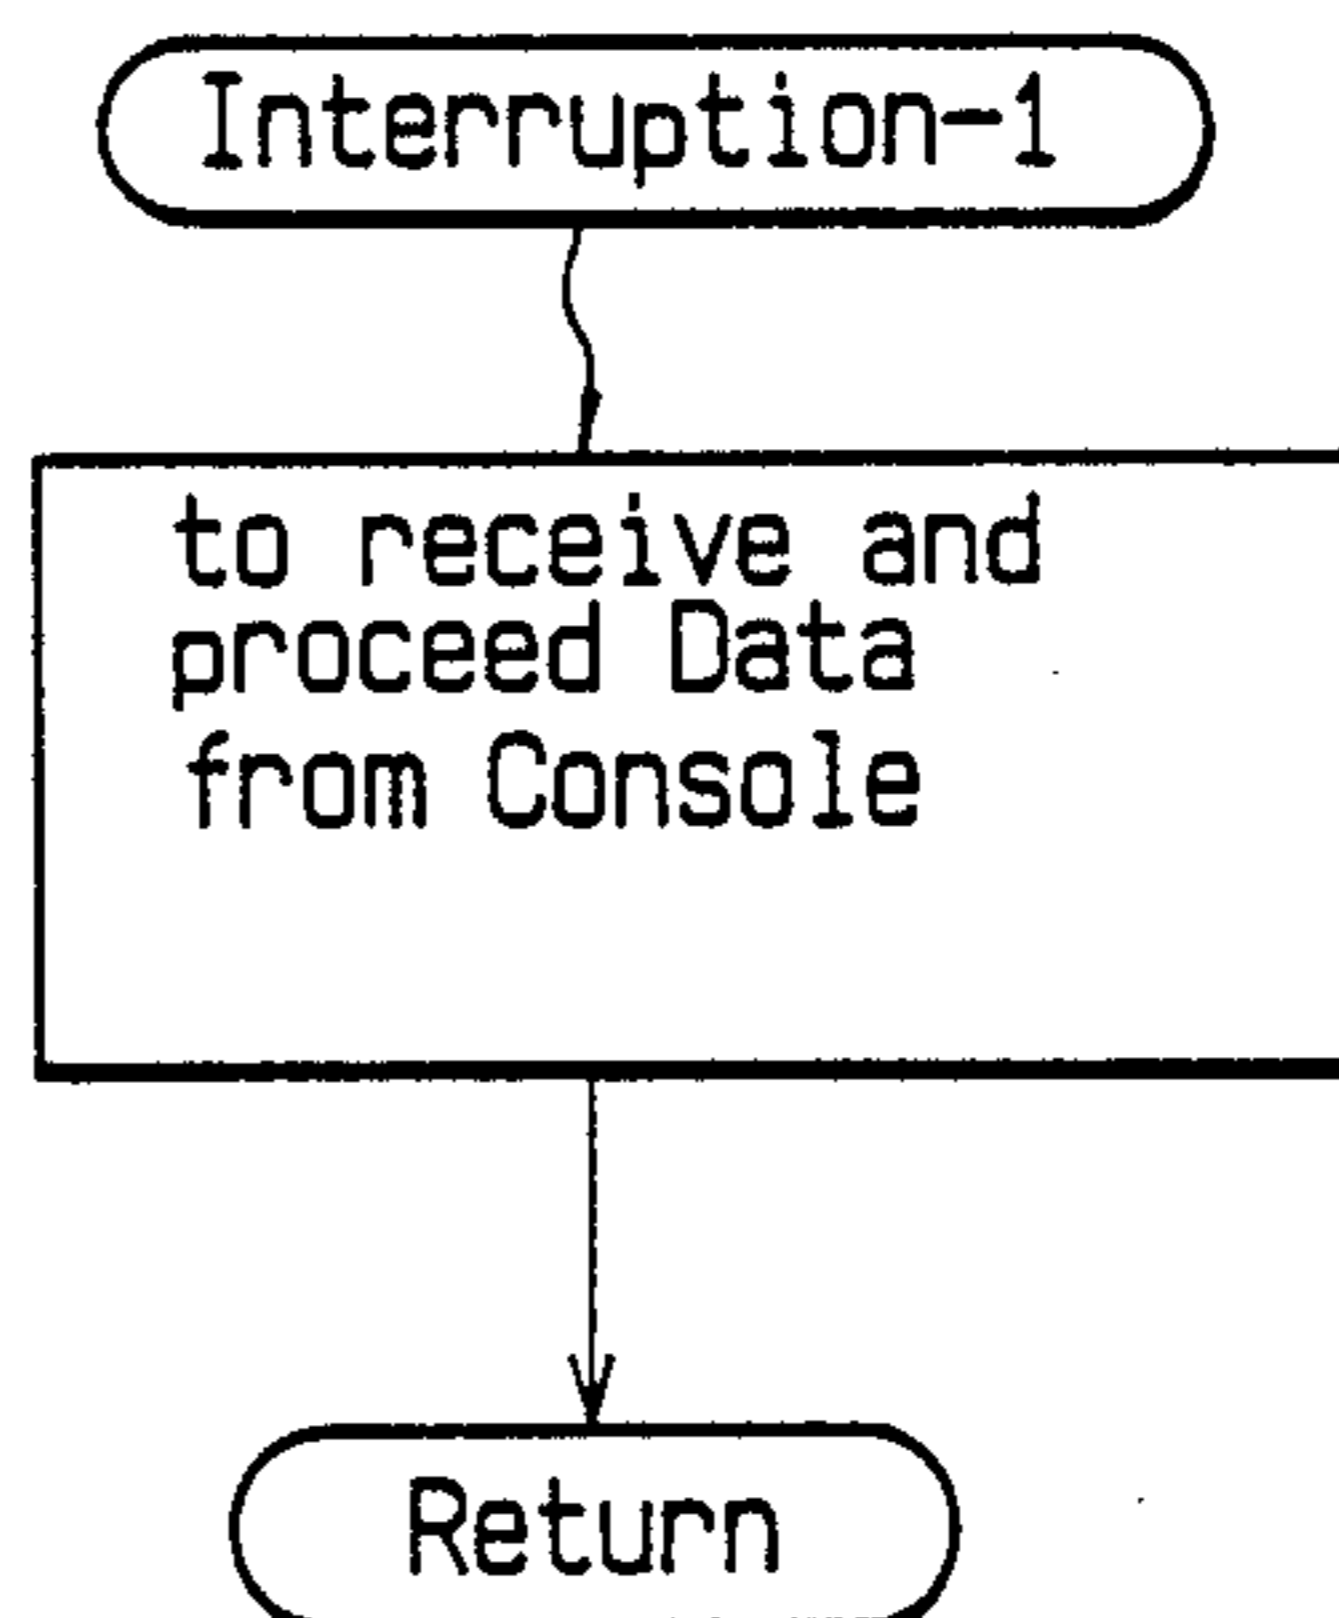 Interruption-1
to receive and
proceed Data
from Console
Return